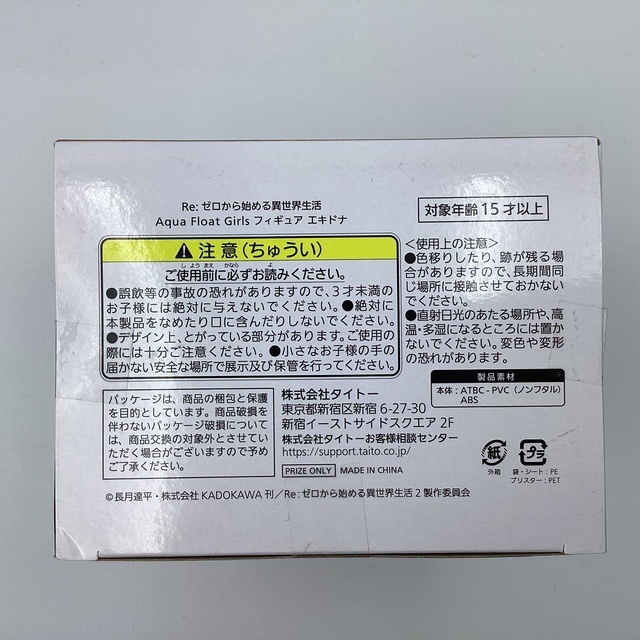 Re: ゼロから始める異世界生活
Aqua Float Girls フィギュア エキドナ
対象年齢15才以上
注意(ちゅうい)
ご使用前に必ずお読みください。
しようまえ かなら よ
●誤飲等の事故の恐れがありますので、3才未満の
お子様には絶対に与えないでください。●絶対に
本製品をなめたり口に含んだりしないでください。
●デザイン上、とがっている部分があります。ご使用の
際には十分ご注意ください。●小さなお子様の手の
届かない安全な場所で展示及び保管を行ってください。
<使用上の注意>
●色移りしたり、跡が残る場
合がありますので、長期間同
じ場所に接触させておかない
でください。
●直射日光のあたる場所や、高
温・多湿になるところには置か
ないでください。変色や変形
の恐れがあります。
製品素材
本体:ATBC-PVC(ノンフタル)
ABS
パッケージは、商品の梱包と保護
を目的としています。商品破損を
伴わないパッケージ破損について
は、商品交換の対象外とさせてい
ただく場合がございますので予め
ご了承ください。
株式会社タイトー
東京都新宿区新宿 6-27-30
新宿イーストサイドスクエア 2F
株式会社タイトーお客様相談センター
https://support.taito.co.jp/
PRIZE ONLY MADE IN CHINA
紙
外箱
プラ
袋・シート:PE
ブリスター:PET
©長月達平・株式会社 KADOKAWA 刊/Re:ゼロから始める異世界生活2製作委員会